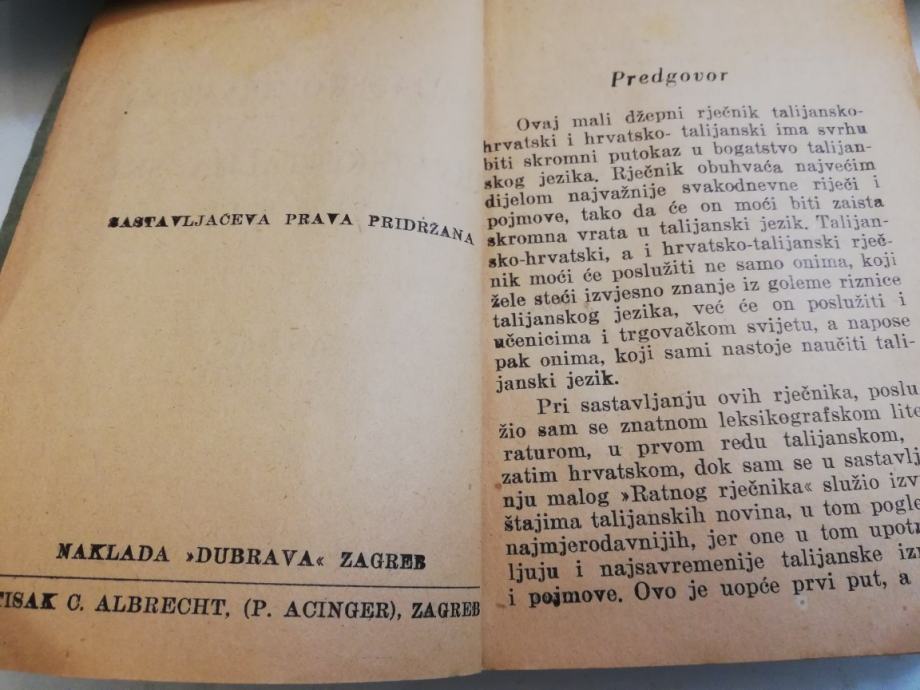 SASTAVLJAČEVA PRAVA PRIDRŽANA
NAKLADA »DUBRAVA« ZAGREB
TISAK C. ALBRECHT, (P. ACINGER), ZAGREB
Predgovor
Ovaj mali džepni rječnik talijansko-
hrvatski i hrvatsko- talijanski ima svrhu
biti skromni putokaz u bogatstvo talijan-
skog jezika. Rječnik obuhvaća najvećim
dijelom najvažnije svakodnevne riječi i
pojmove, tako da će on moći biti zaista
skromna vrata u talijanski jezik. Talijan-
sko-hrvatski, a i hrvatsko-talijanski rječ-
nik moći će poslužiti ne samo onima, koji
žele steći izvjesno znanje iz goleme riznice
talijanskog jezika, već će on poslužiti i
učenicima i trgovačkom svijetu, a napose
pak onima, koji sami nastoje naučiti tali-
janski jezik.
Pri sastavljanju ovih rječnika, poslu
žio sam se znatnom leksikografskom lite
raturom, u prvom redu talijanskom,
zatim hrvatskom, dok sam se u sastavlj
nju malog »Ratnog rječnika« služio izv
štajima talijanskih novina, u tom pogle
najmjerodavnijih, jer one u tom upotr
ljuju i najsavremenije talijanske iz
i pojmove. Ovo je uopće prvi put, a